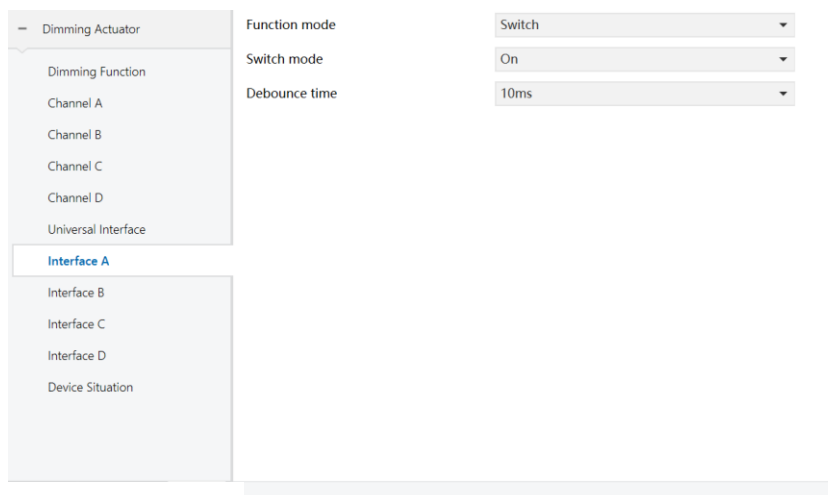 Dimming Actuator
Dimming Function
Channel A
Channel B
Channel C
Channel D
Universal Interface
Interface A
Interface B
Interface C
Interface D
Device Situation
Function mode Switch
Switch mode On
Debounce time 10ms